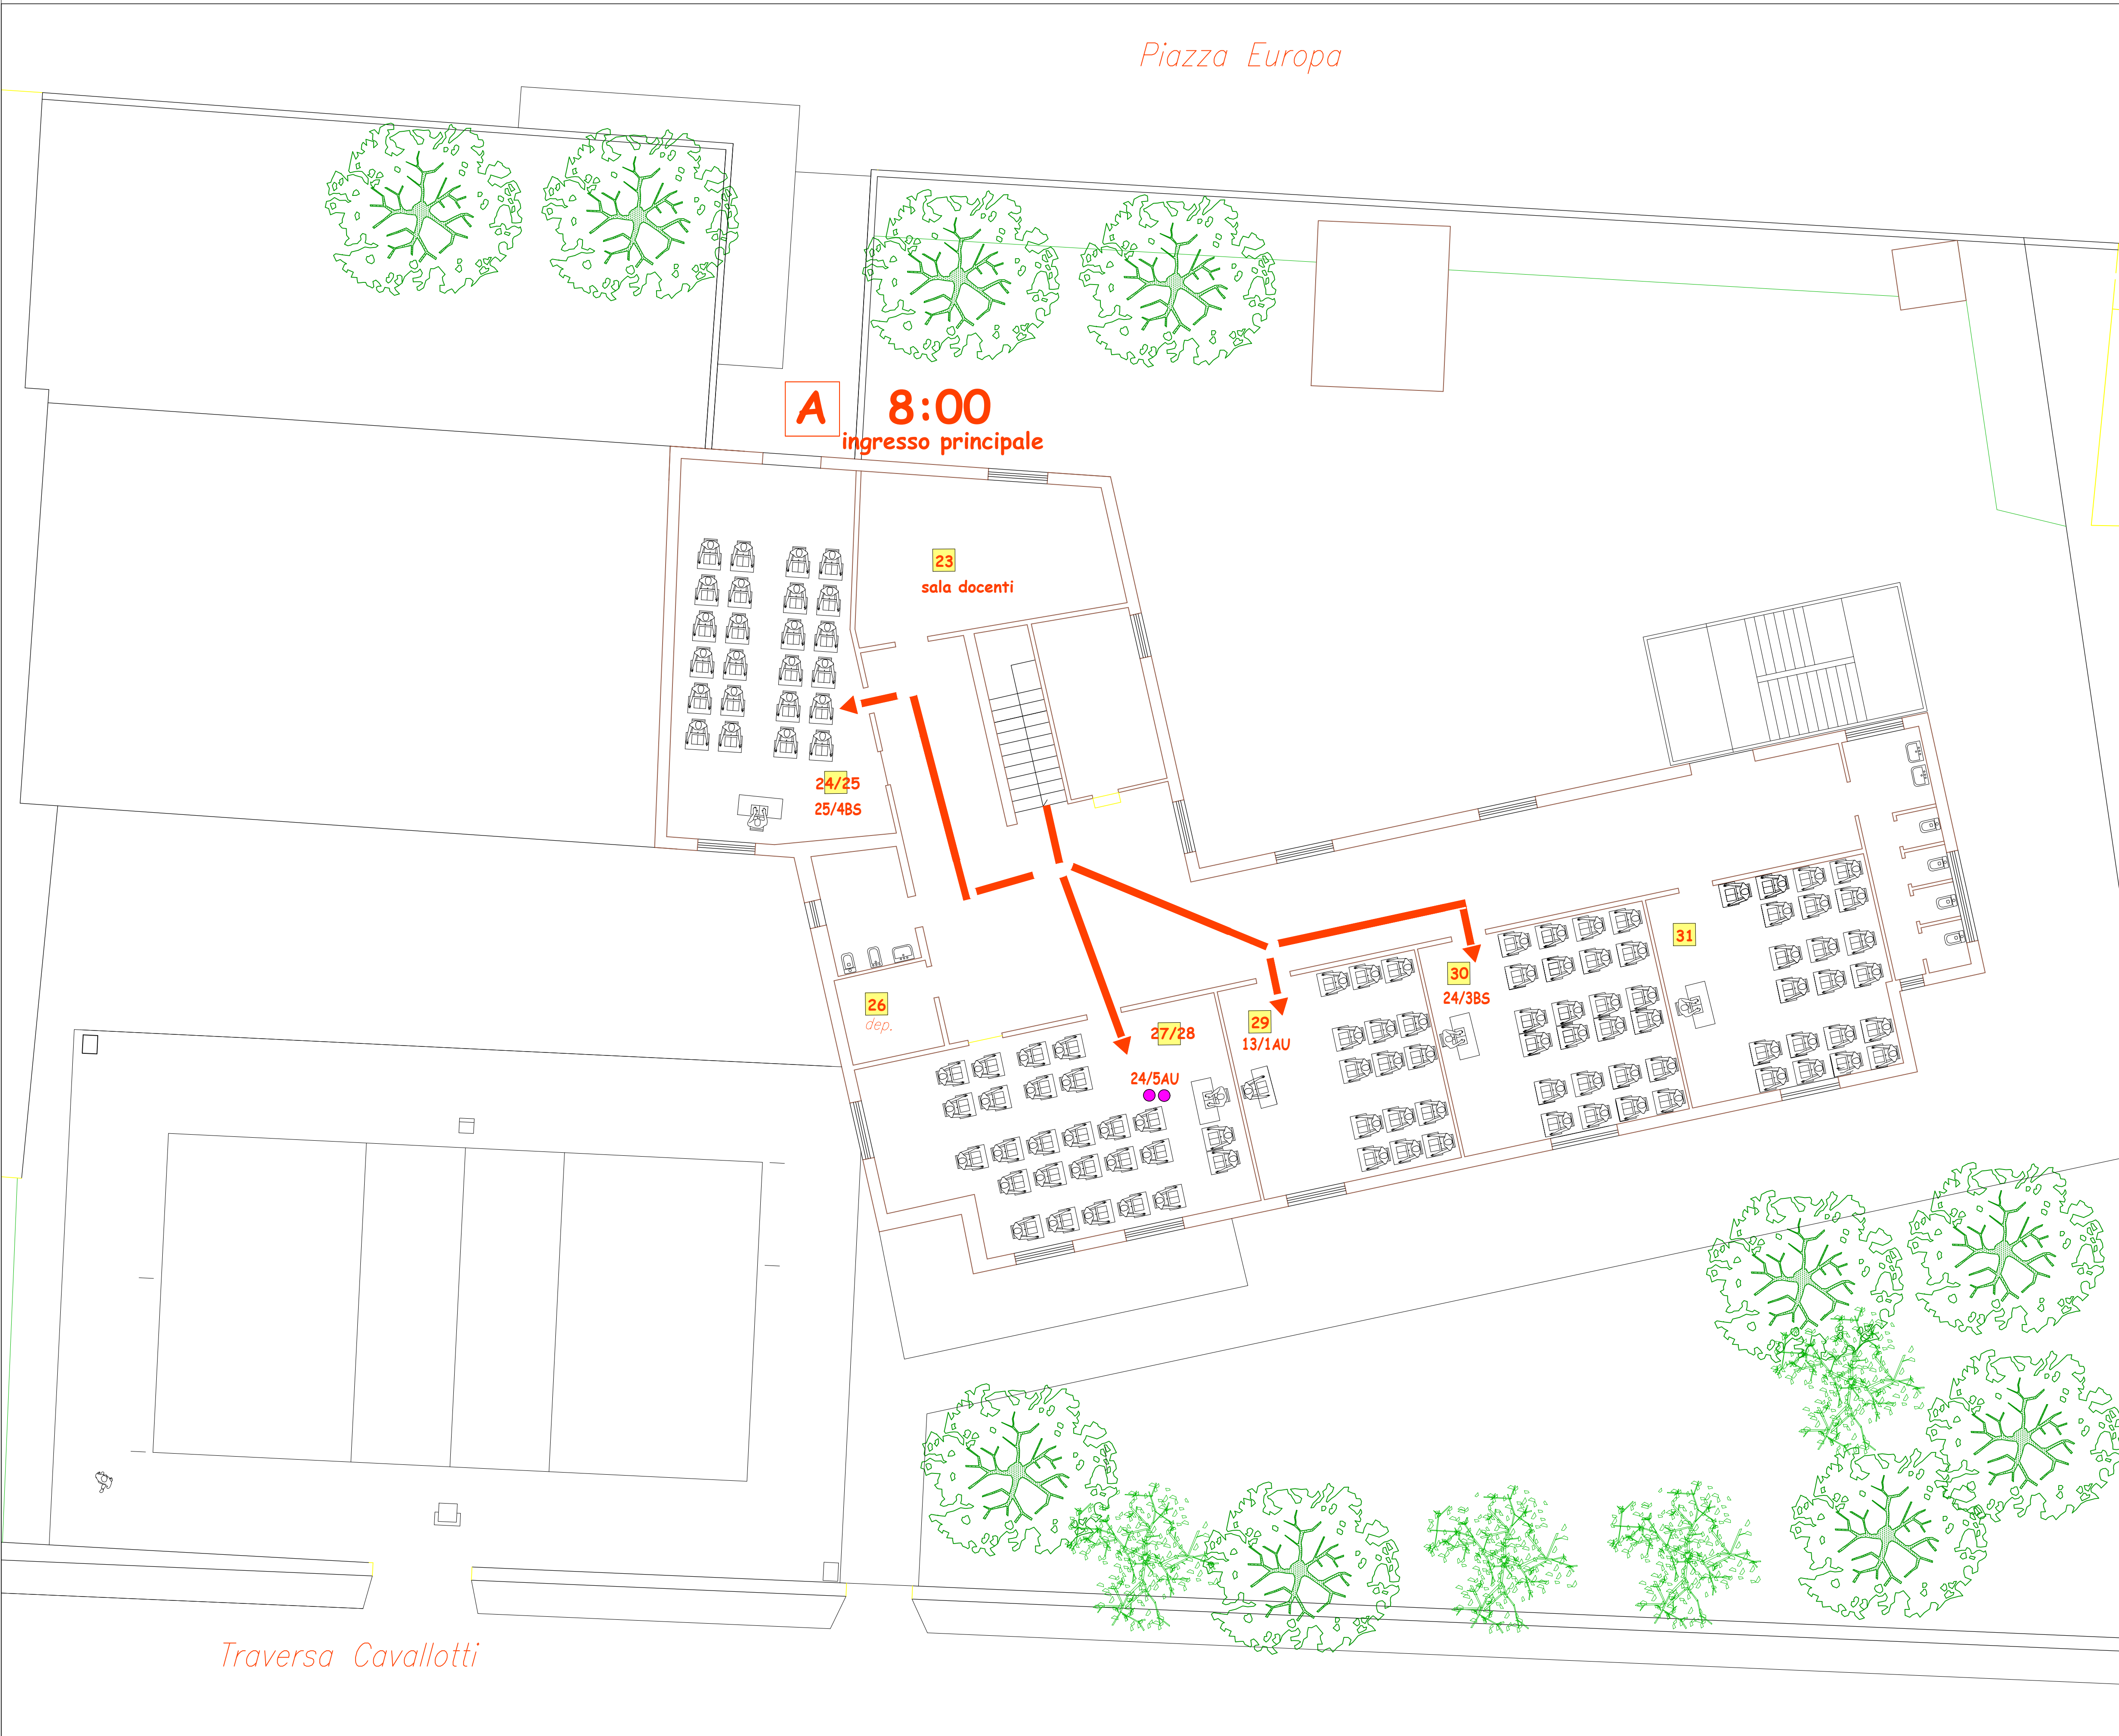 Piazza Europa
A
8:00
ingresso principale
23
sala docenti
24/25
25/4BS
26
dep.
27/28
24/5AU
29
13/1AU
30
24/3BS
31
Traversa Cavallotti